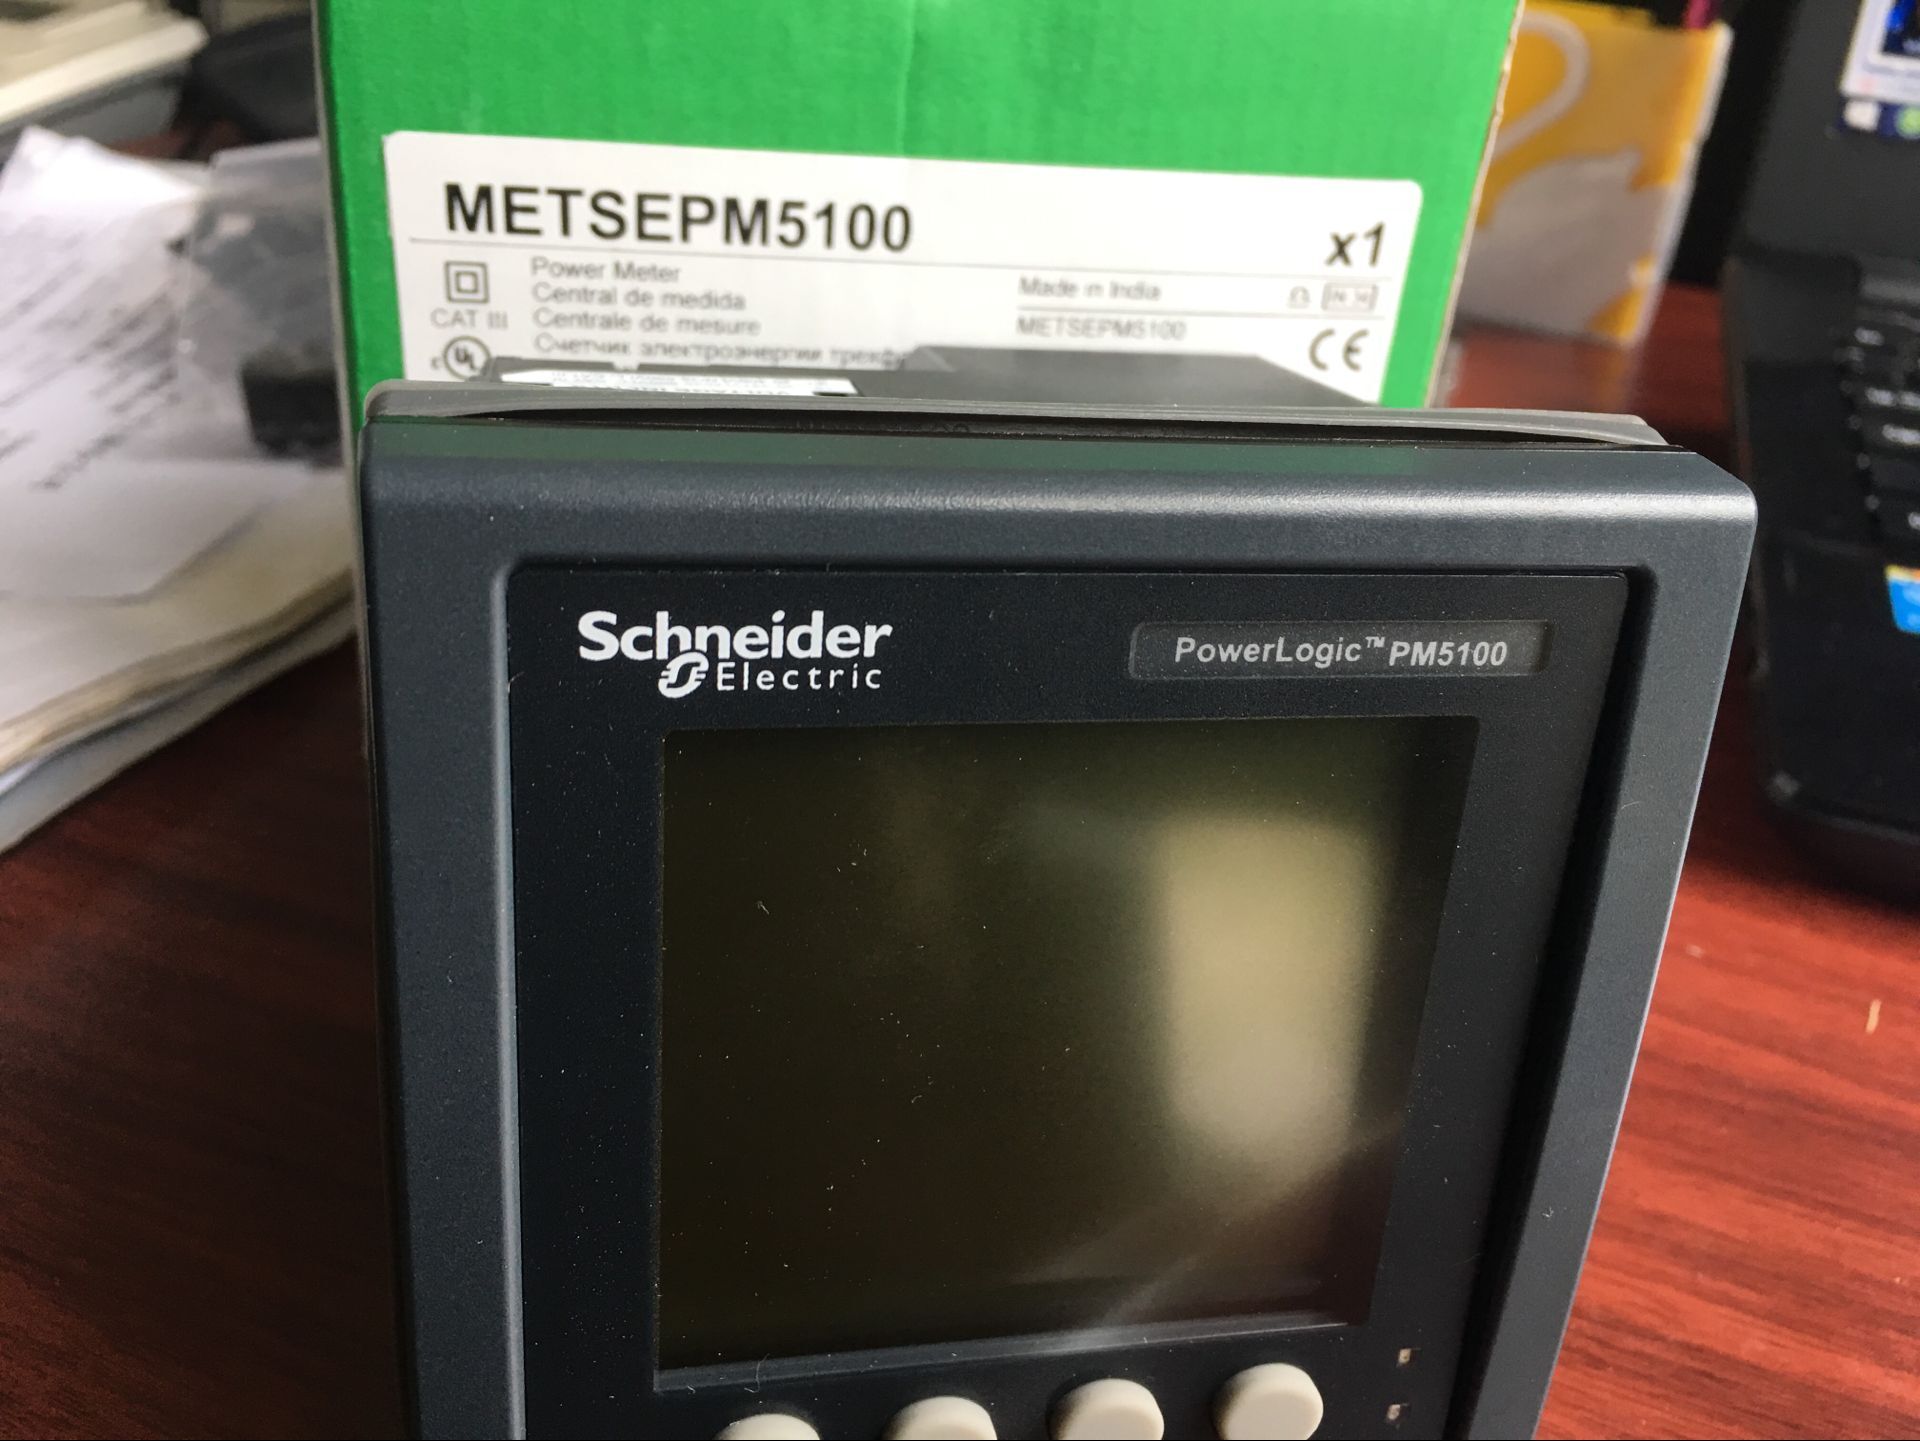 METSEPM5100
x1
Power Meter
Central de medida
Made in India
CAT III
Centrale de mesure
METSEPM5100
CE
Счетчик электроэнергии
UL
Schneider
Electric
PowerLogic™ PM5100